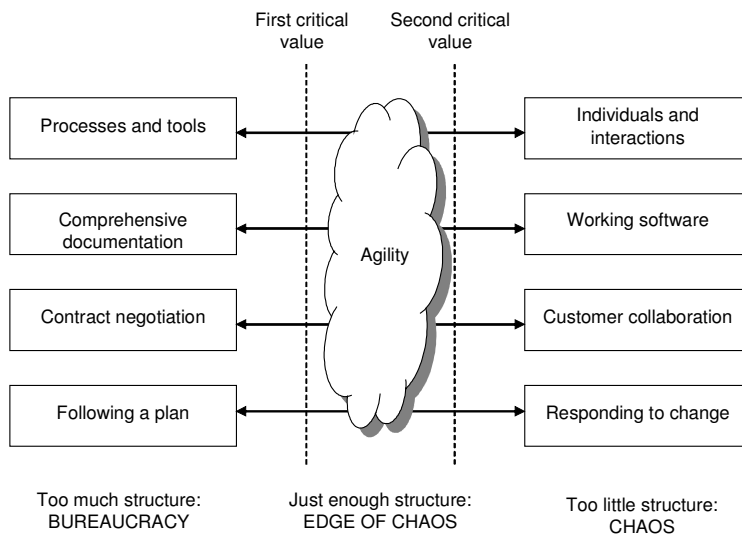 First critical
value
Second critical
value
Processes and tools
Individuals and
interactions
Comprehensive
documentation
Working software
Agility
Contract negotiation
Customer collaboration
Following a plan
Responding to change
Too much structure:
BUREAUCRACY
Just enough structure:
EDGE OF CHAOS
Too little structure:
CHAOS